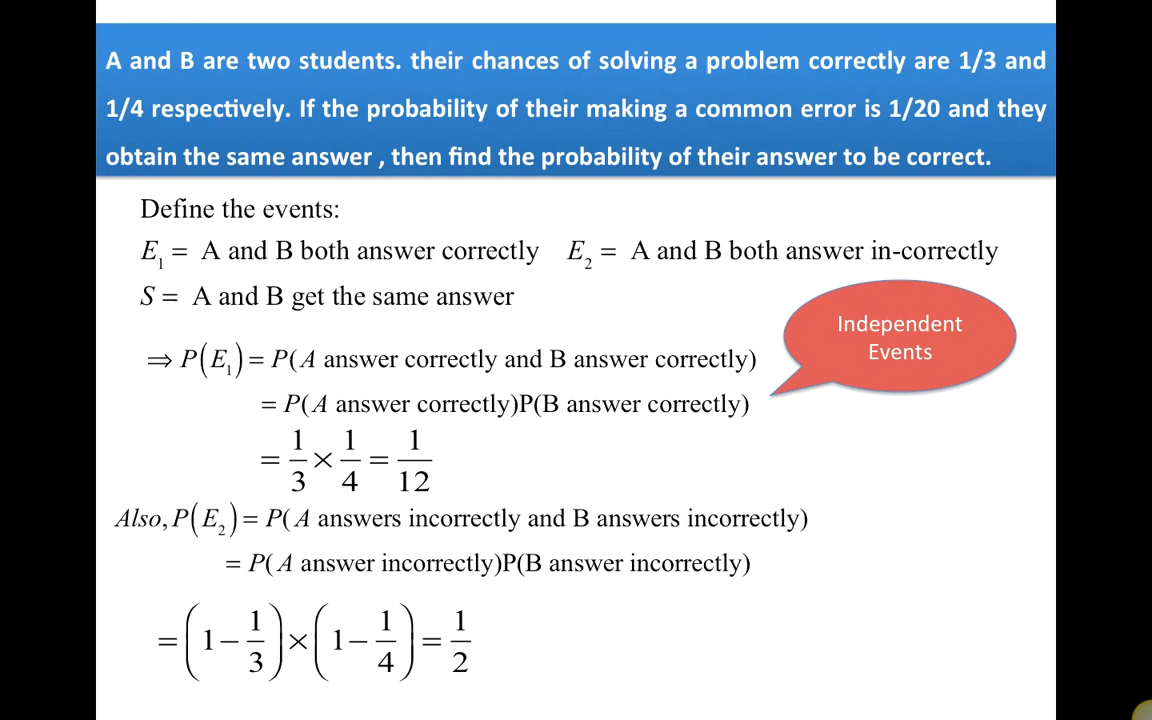 A and B are two students. their chances of solving a problem correctly are 1/3 and
1/4 respectively. If the probability of their making a common error is 1/20 and they
obtain the same answer , then find the probability of their answer to be correct.
Define the events:
E₁ = A and B both answer correctly E₂ = A and B both answer in-correctly
S = A and B get the same answer
Independent
Events
⇒ P(E₁) = P(A answer correctly and B answer correctly)
= P(A answer correctly)P(B answer correctly)
= 1/3 × 1/4 = 1/12
Also, P(E₂) = P(A answers incorrectly and B answers incorrectly)
= P(A answer incorrectly)P(B answer incorrectly)
= (1 − 1/3) × (1 − 1/4) = 1/2